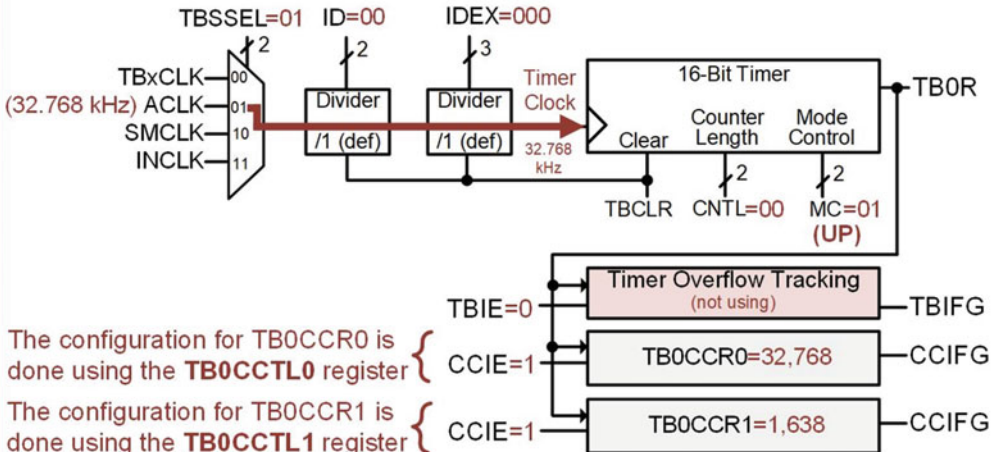 TBSSEL=01 ID=00 IDEX=000
2 2 3
TBxCLK 00
(32.768 kHz) ACLK 01
SMCLK 10
INCLK 11
Divider
/1 (def)
Divider
/1 (def)
Timer
Clock
32.768
kHz
16-Bit Timer
Clear
Counter
Length
Mode
Control
TB0R
2 2
TBCLR CNTL=00 MC=01
(UP)
Timer Overflow Tracking
(not using)
TBIE=0 TBIFG
The configuration for TB0CCR0 is
done using the TB0CCTL0 register
CCIE=1 TB0CCR0=32,768 CCIFG
The configuration for TB0CCR1 is
done using the TB0CCTL1 register
CCIE=1 TB0CCR1=1,638 CCIFG